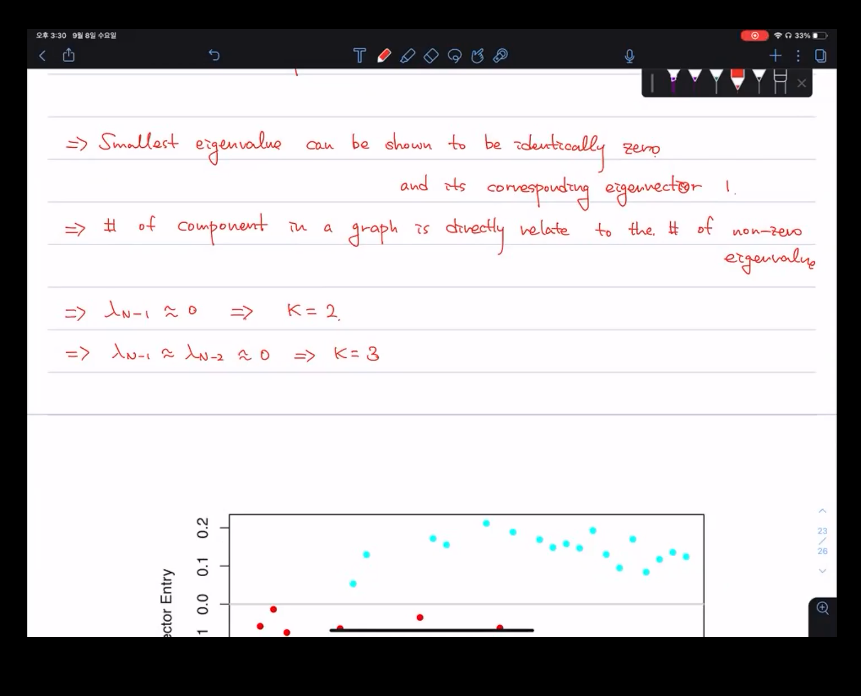 오후 3:30 9월 8일 수요일
33%
=> Smallest eigenvalue can be shown to be identically zero
and its corresponding eigenvector 1.
=> # of component in a graph is directly relate to the # of non-zero
eigenvalue
=> λN-1 ≈ 0 => K = 2.
=> λN-1 ≈ λN-2 ≈ 0 => K = 3
0.2
0.1
0.0
ector Entry
23
/
26